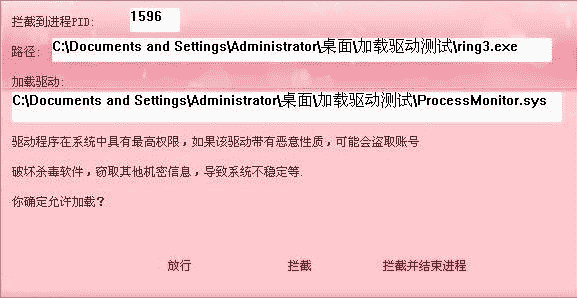 拦截到进程PID: 1596
路径: C:\Documents and Settings\Administrator\桌面\加载驱动测试\ring3.exe
加载驱动:
C:\Documents and Settings\Administrator\桌面\加载驱动测试\ProcessMonitor.sys
驱动程序在系统中具有最高权限，如果该驱动带有恶意性质，可能会盗取账号
破坏杀毒软件，窃取其他机密信息，导致系统不稳定等.
你确定允许加载？
放行 拦截 拦截并结束进程